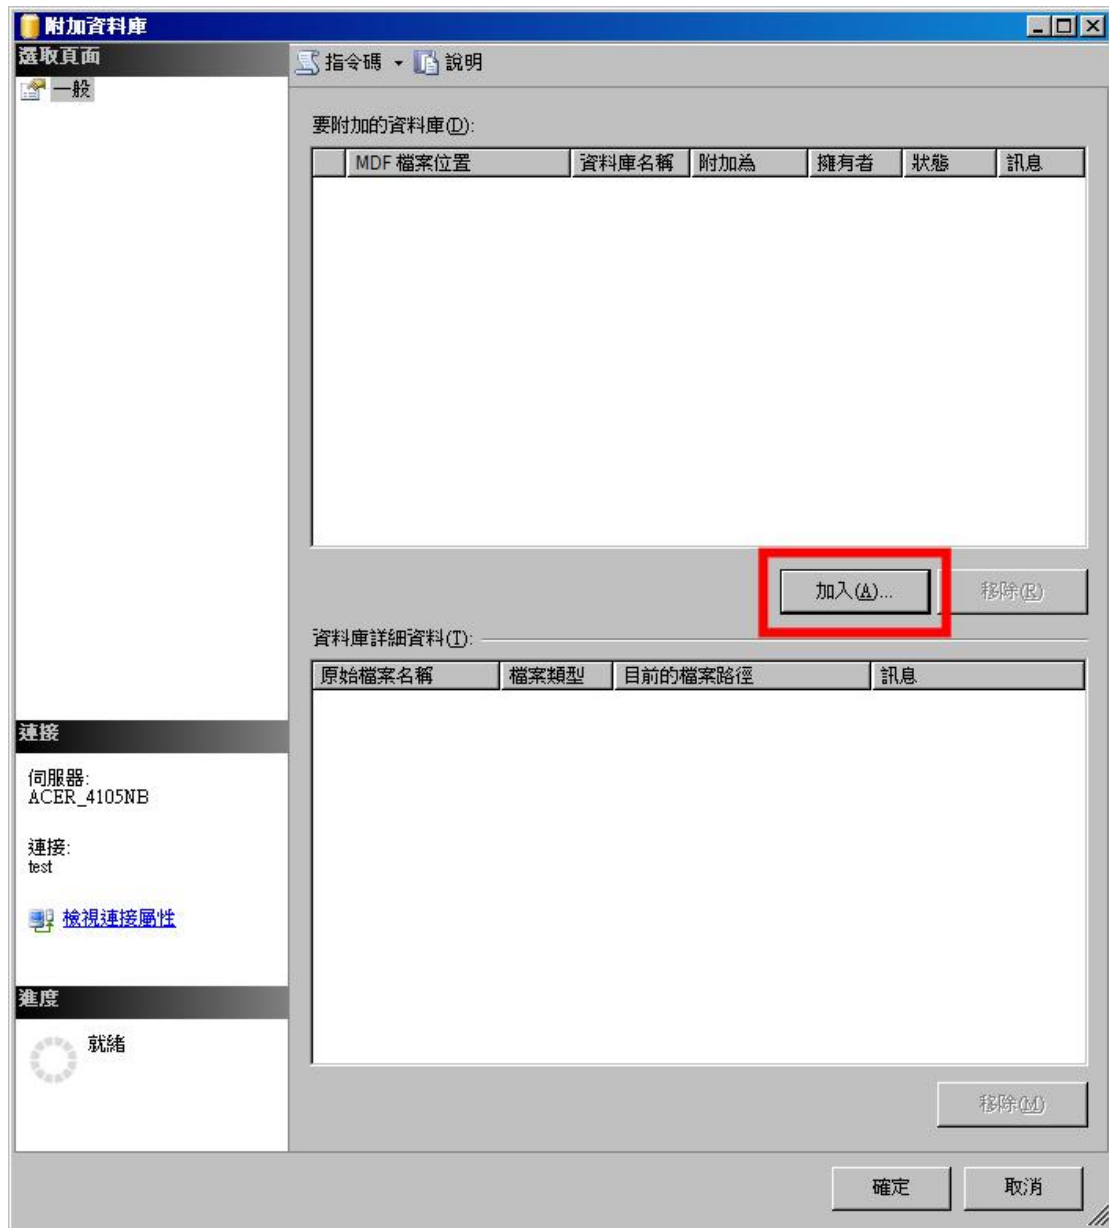 附加資料庫
選取頁面
一般
指令碼 說明
要附加的資料庫(D):
MDF 檔案位置 資料庫名稱 附加為 擁有者 狀態 訊息
加入(A)... 移除(R)
資料庫詳細資料(T):
原始檔案名稱 檔案類型 目前的檔案路徑 訊息
移除(M)
連接
伺服器:
ACER_4105NB
連接:
test
檢視連接屬性
進度
就緒
確定 取消